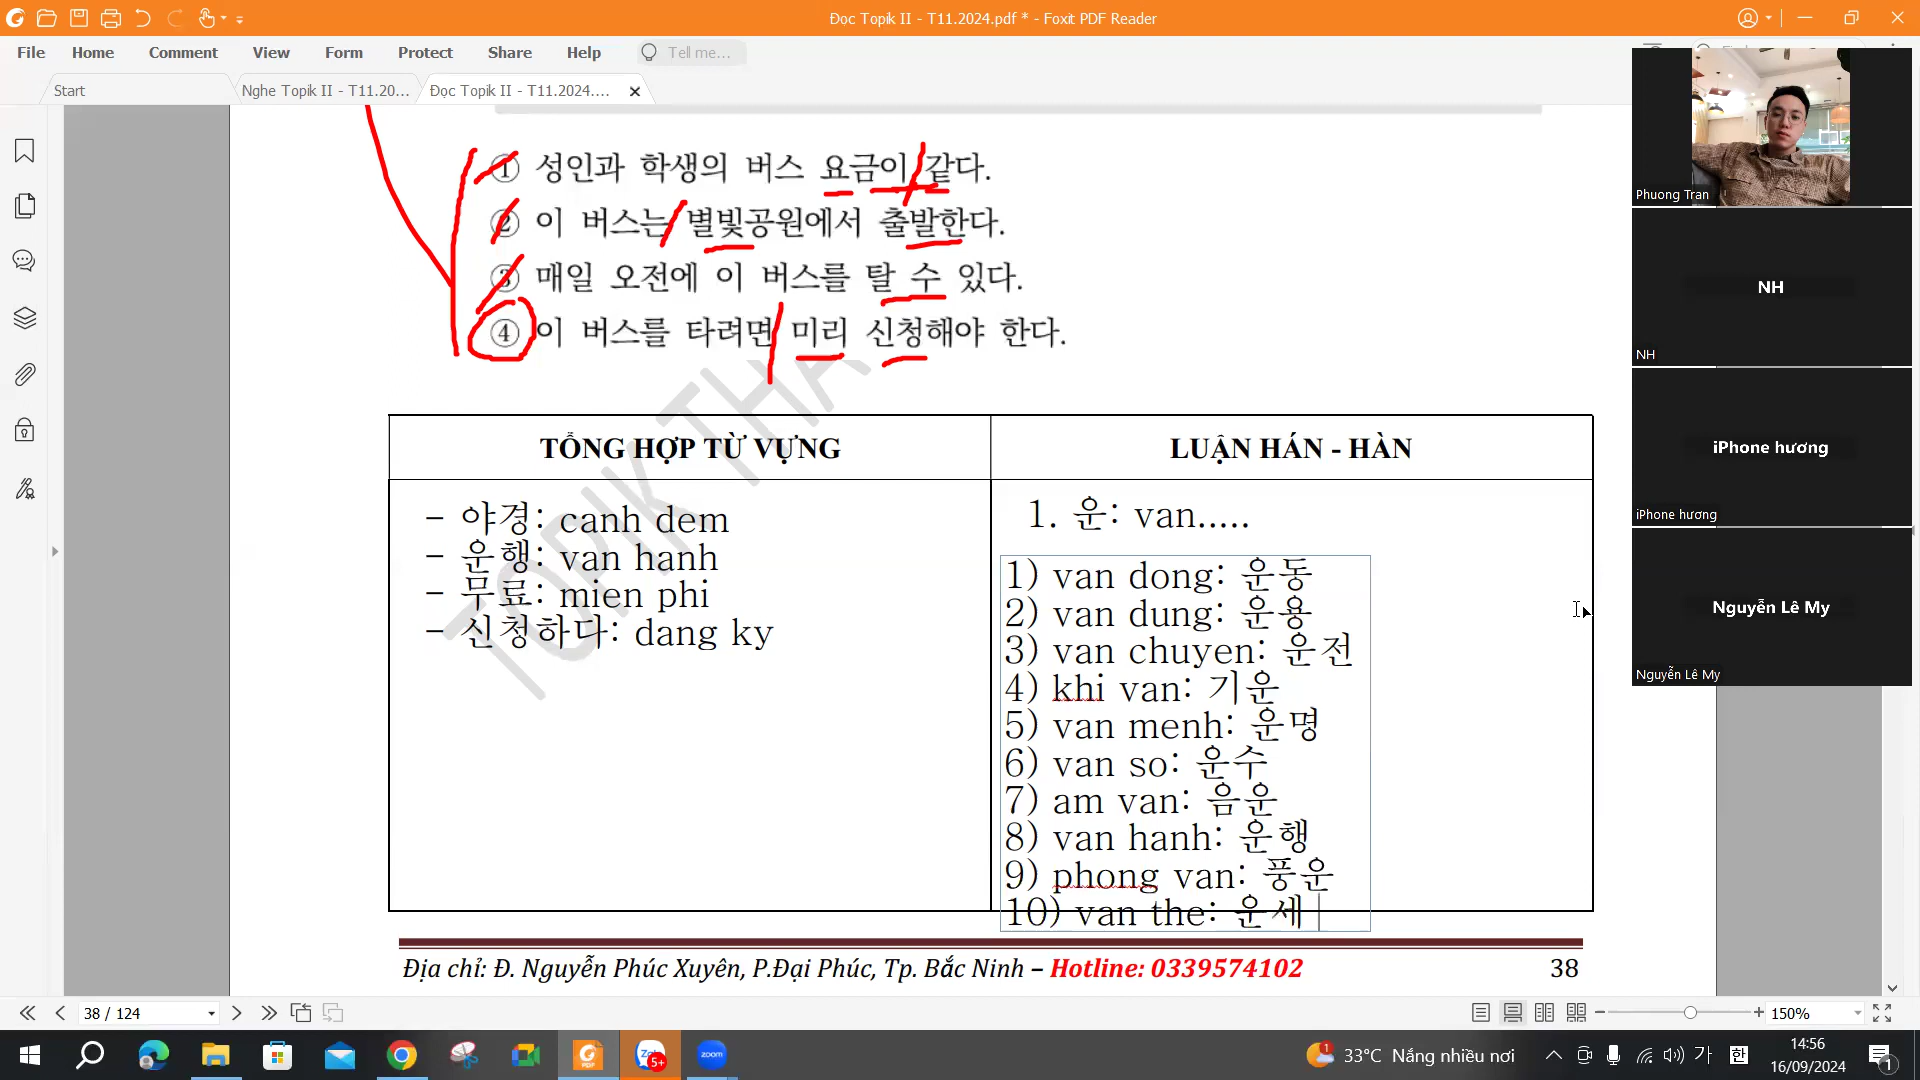 Đọc Topik II - T11.2024.pdf * - Foxit PDF Reader
File Home Comment View Form Protect Share Help Tell me...
Start
Nghe Topik II - T11.20...
Đọc Topik II - T11.2024....
① 성인과 학생의 버스 요금이 같다.
② 이 버스는 별빛공원에서 출발한다.
③ 매일 오전에 이 버스를 탈 수 있다.
④ 이 버스를 타려면 미리 신청해야 한다.
TOPIK THA
TỔNG HỢP TỪ VỰNG
LUẬN HÁN - HÀN
- 야경: canh dem
- 운행: van hanh
- 무료: mien phi
- 신청하다: dang ky
1. 운: van.....
1) van dong: 운동
2) van dung: 운용
3) van chuyen: 운전
4) khi van: 기운
5) van menh: 운명
6) van so: 운수
7) am van: 음운
8) van hanh: 운행
9) phong van: 풍운
10) van the: 운세
Địa chỉ: Đ. Nguyễn Phúc Xuyên, P.Đại Phúc, Tp. Bắc Ninh – Hotline: 0339574102
38
Phuong Tran
NH
NH
iPhone hương
iPhone hương
Nguyễn Lê My
Nguyễn Lê My
38 / 124
150%
zoom
5+
33°C Nắng nhiều nơi
가
한
14:56
16/09/2024
1